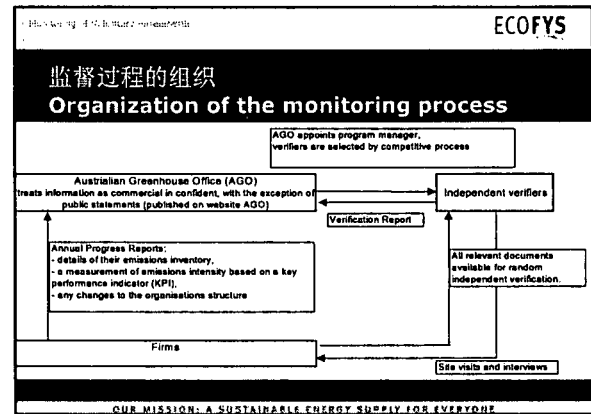 ECOFYS
监督过程的组织
Organization of the monitoring process
AGO appoints program manager,
verifiers are selected by competitive process
Australian Greenhouse Office (AGO)
treats information as commercial in confident, with the exception of
public statements (published on website AGO)
Independent verifiers
Verification Report
Annual Progress Reports:
- details of their emissions inventory,
- a measurement of emissions intensity based on a key
performance indicator (KPI),
- any changes to the organisations structure
All relevant documents
available for random
independent verification.
Firms
Site visits and interviews
OUR MISSION: A SUSTAINABLE ENERGY SUPPLY FOR EVERYONE